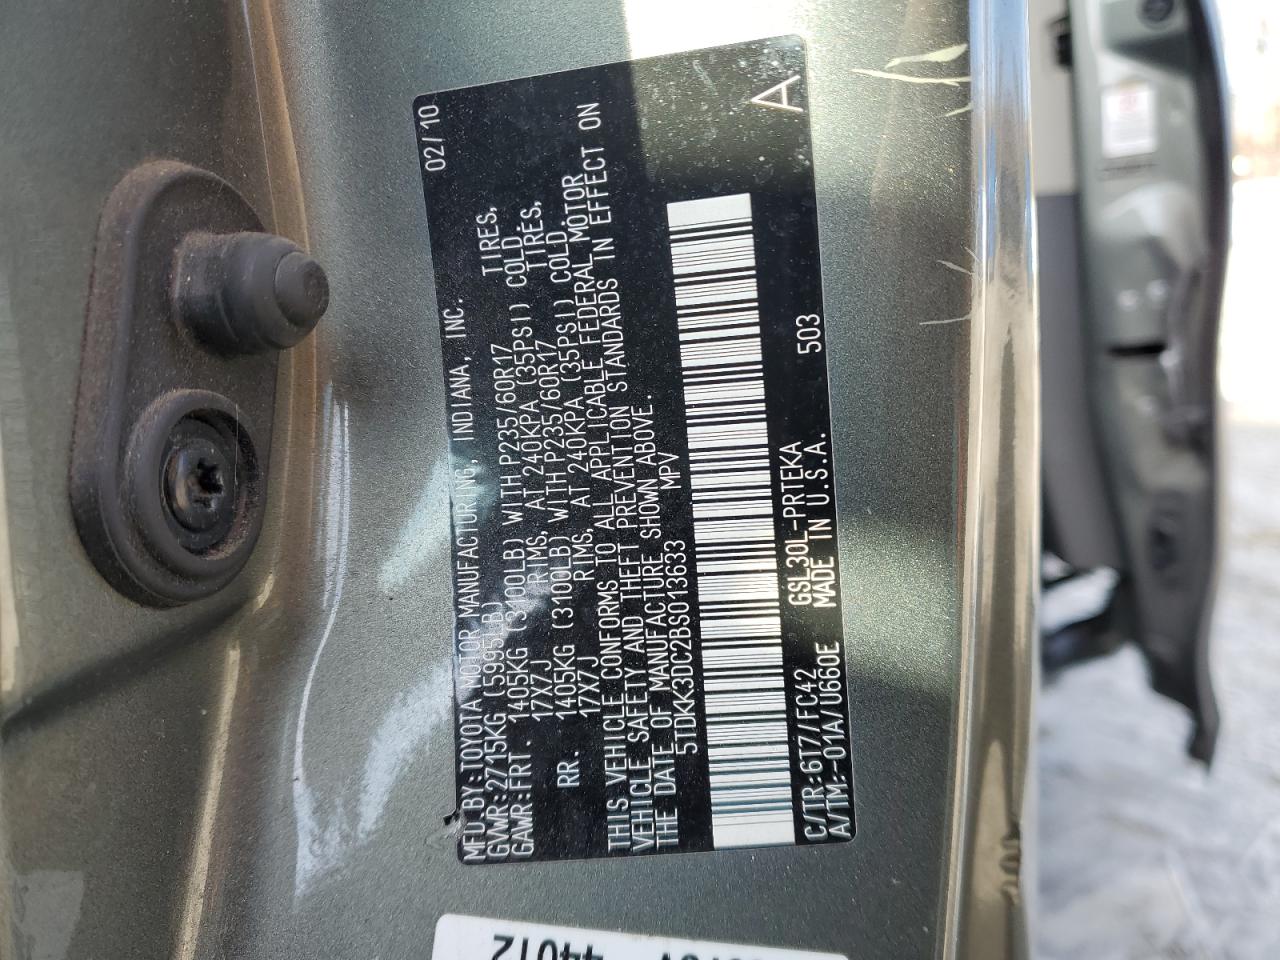 MFD BY:TOYOTA MOTOR MANUFACTURING, INDIANA, INC. 02/10
GVWR:2715KG (5995LB)
GAWR:FRT. 1405KG (3100LB) WITH P235/60R17 TIRES,
17X7J RIMS, AT 240KPA (35PSI) COLD
RR. 1405KG (3100LB) WITH P235/60R17 TIRES,
17X7J RIMS, AT 240KPA (35PSI) COLD.
THIS VEHICLE CONFORMS TO ALL APPLICABLE FEDERAL MOTOR
VEHICLE SAFETY AND THEFT PREVENTION STANDARDS IN EFFECT ON
THE DATE OF MANUFACTURE SHOWN ABOVE.
5TDKK3DC2BS013633 MPV
A
C/TR:6T7/FC42 GSL30L-PRTEKA 503
A/TM:-01A/U660E MADE IN U.S.A.
44012